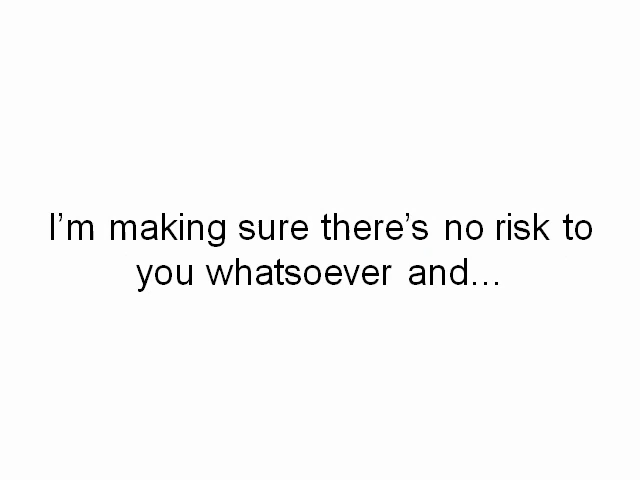 I’m making sure there’s no risk to
you whatsoever and...